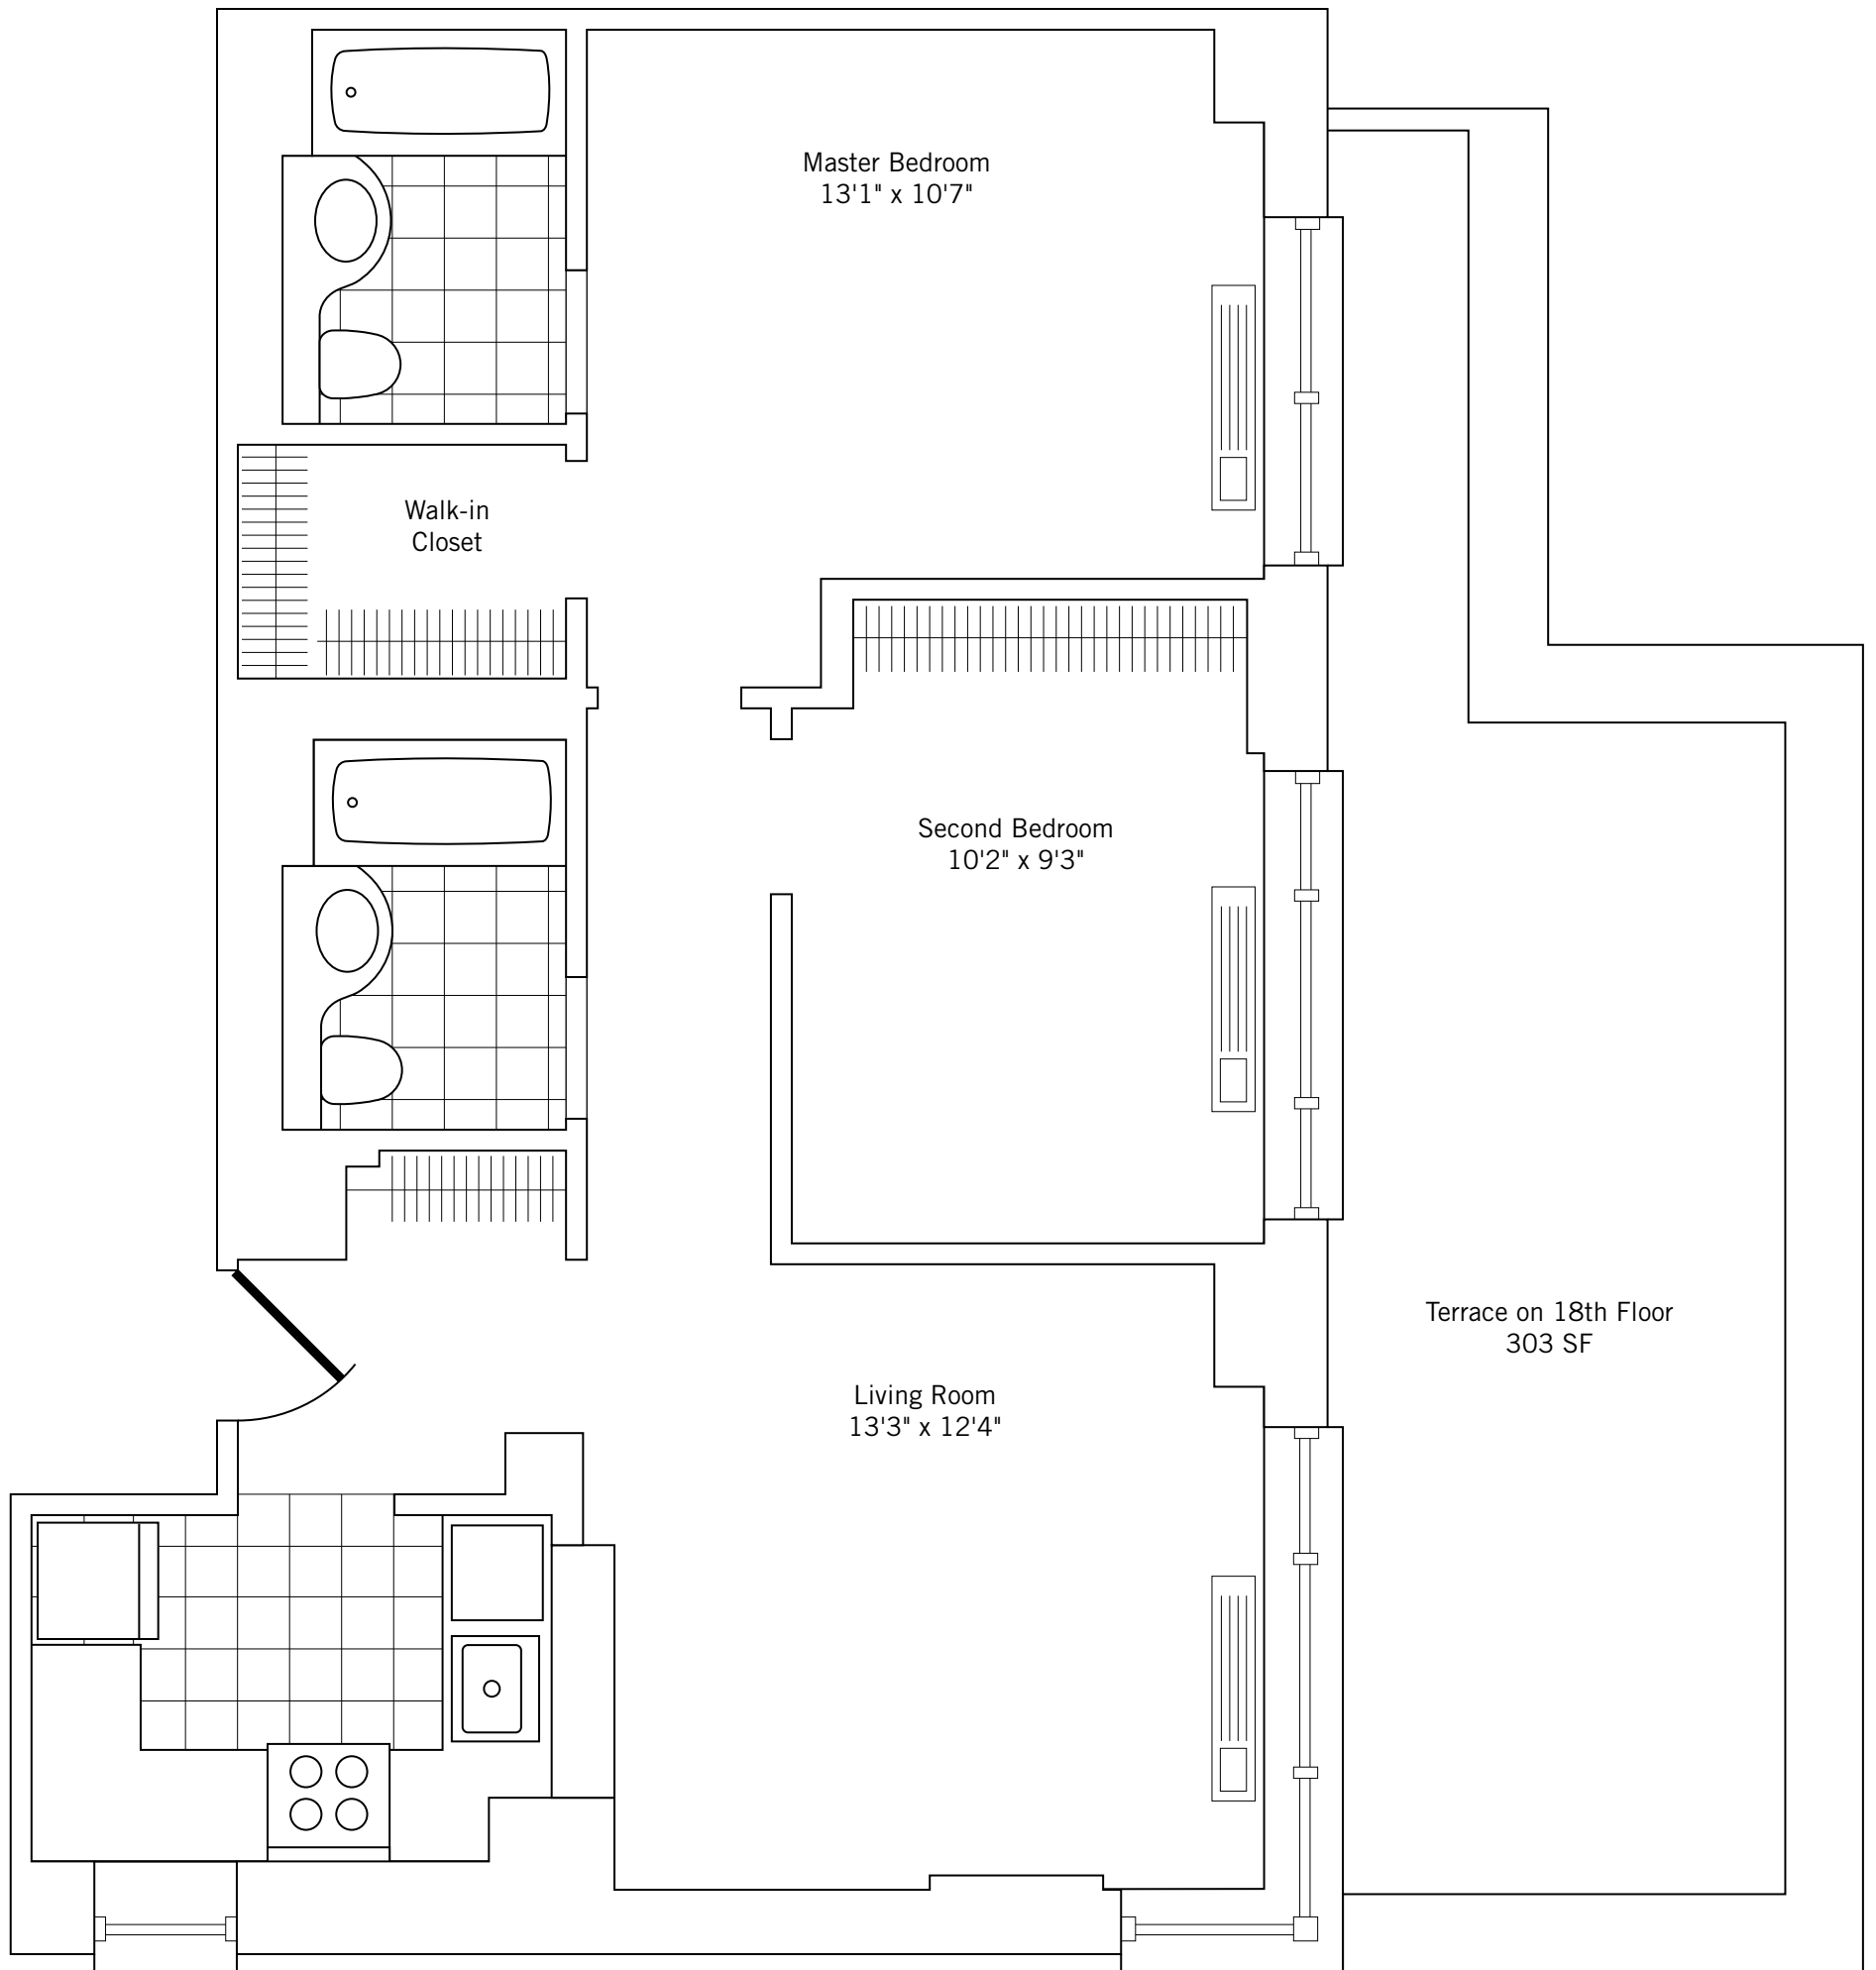 Master Bedroom
13'1" x 10'7"
Walk-in
Closet
Second Bedroom
10'2" x 9'3"
Terrace on 18th Floor
303 SF
Living Room
13'3" x 12'4"